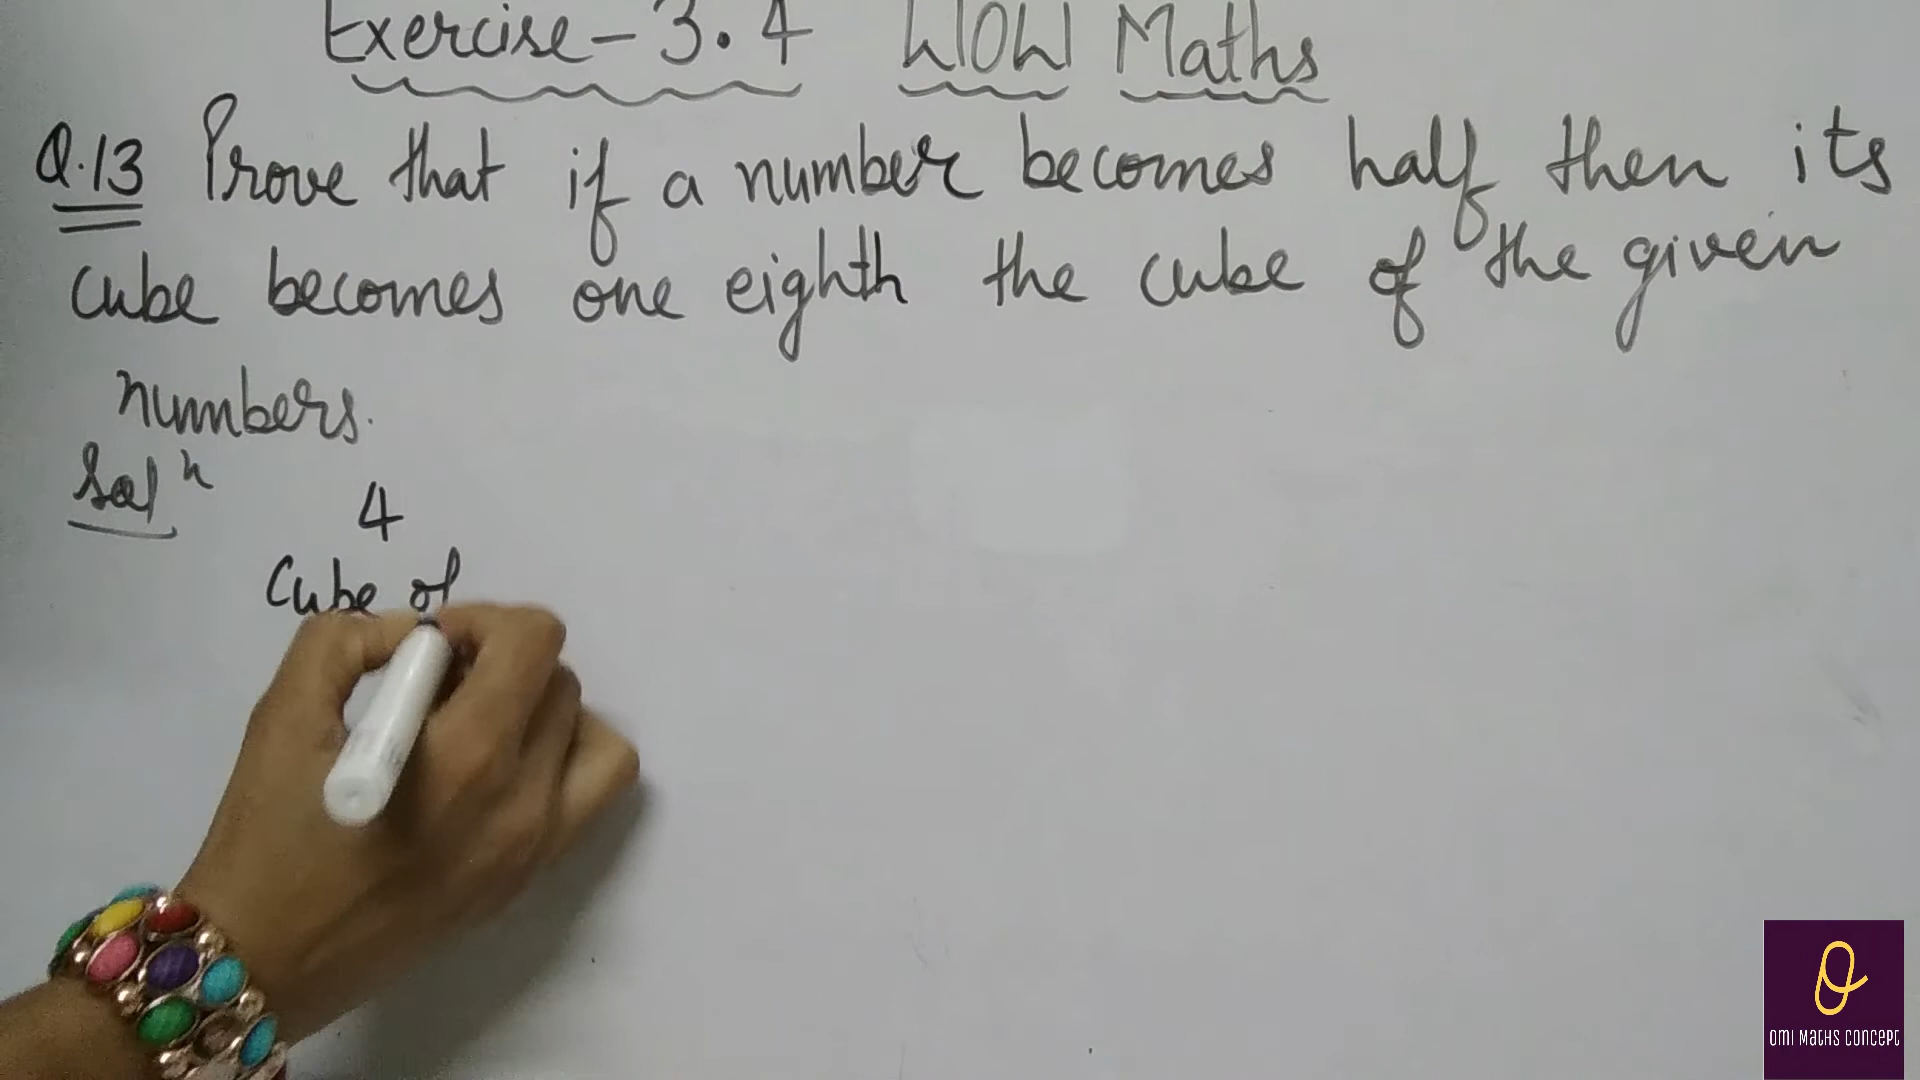 Exercise-3.4 WOW Maths
Q.13 Prove that if a number becomes half then its
cube becomes one eighth the cube of the given
numbers.
Solⁿ
4
Cube of
OMI MATHS CONCEPT